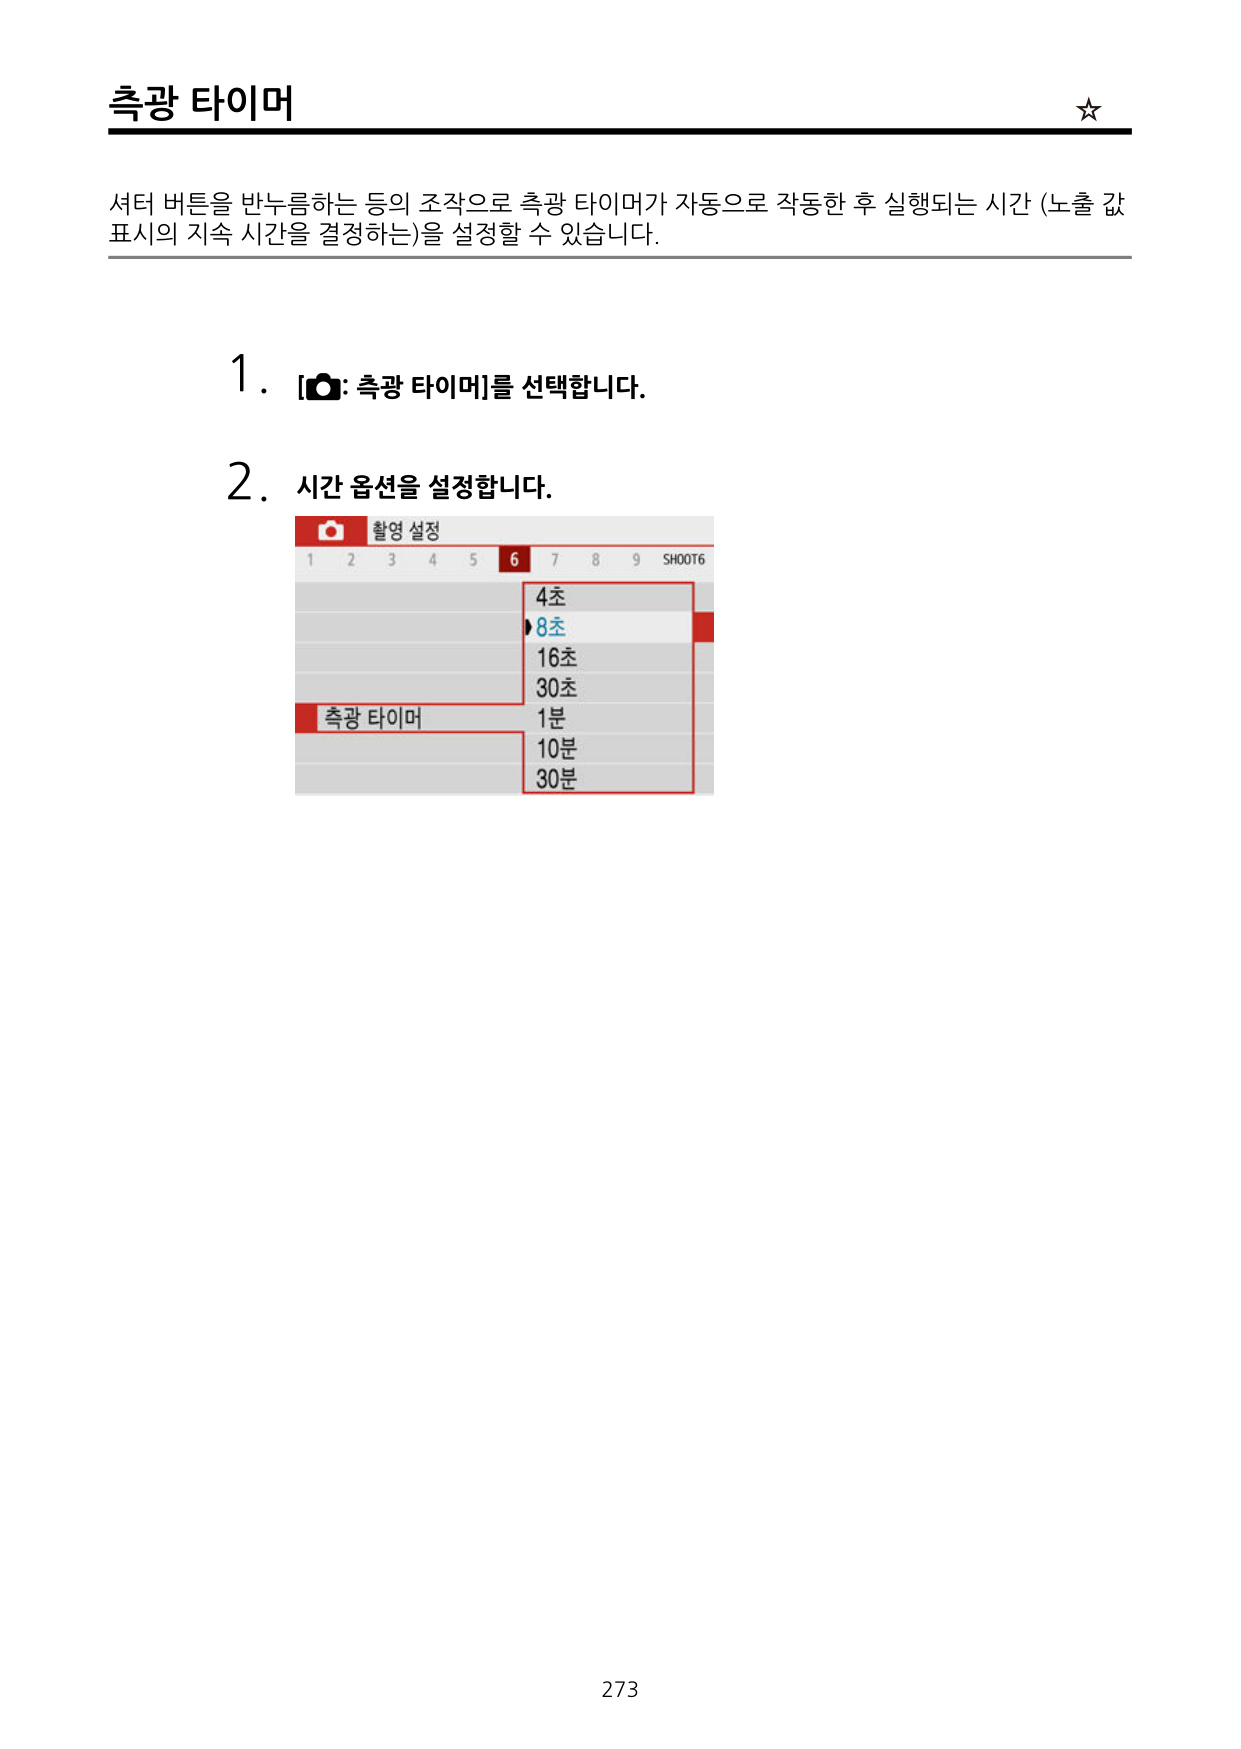 측광 타이머 ☆
셔터 버튼을 반누름하는 등의 조작으로 측광 타이머가 자동으로 작동한 후 실행되는 시간 (노출 값
표시의 지속 시간을 결정하는)을 설정할 수 있습니다.
1. [📷: 측광 타이머]를 선택합니다.
2. 시간 옵션을 설정합니다.
촬영 설정
1 2 3 4 5 6 7 8 9 SHOOT6
4초
8초
16초
30초
측광 타이머 1분
10분
30분
273